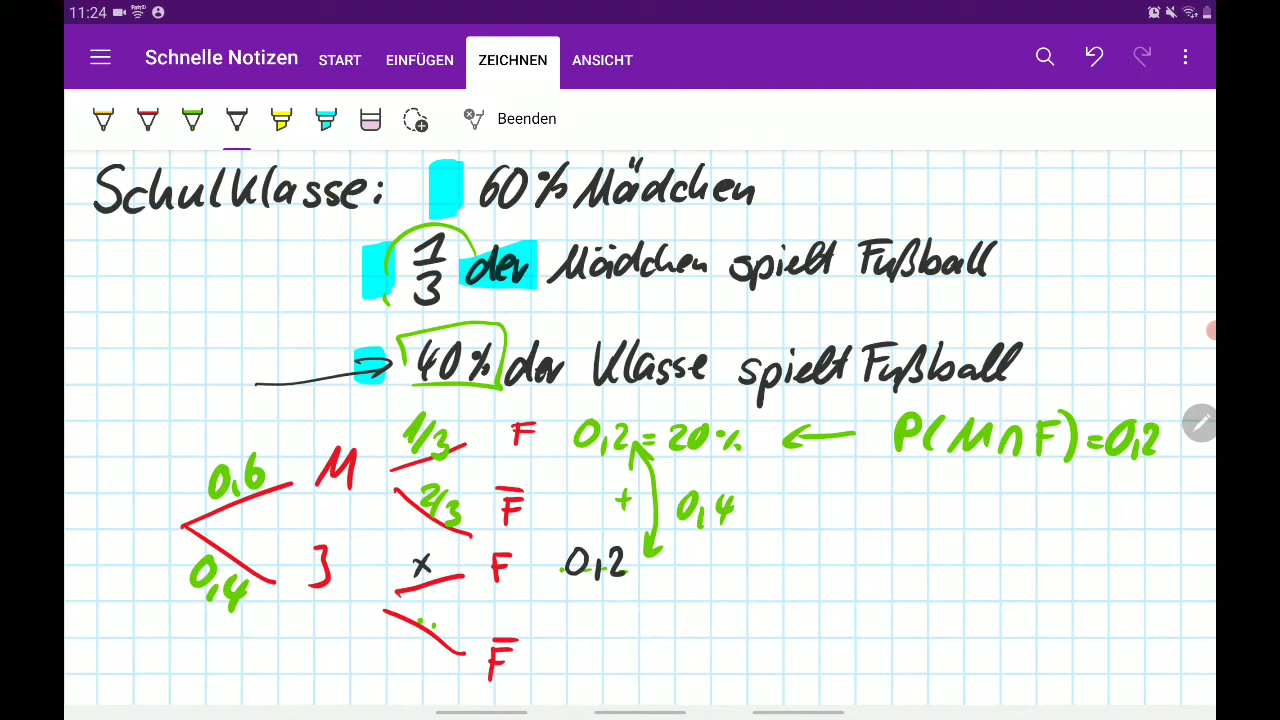 11:24
Schnelle Notizen START EINFÜGEN ZEICHNEN ANSICHT
Beenden
Schulklasse: 60% Mädchen
1/3 der Mädchen spielt Fußball
40% der Klasse spielt Fußball
1/3 F 0,2 = 20% ← P(M∩F)=0,2
0,6 M
2/3 F̅ + 0,4
0,4 J x F 0,2
F̅